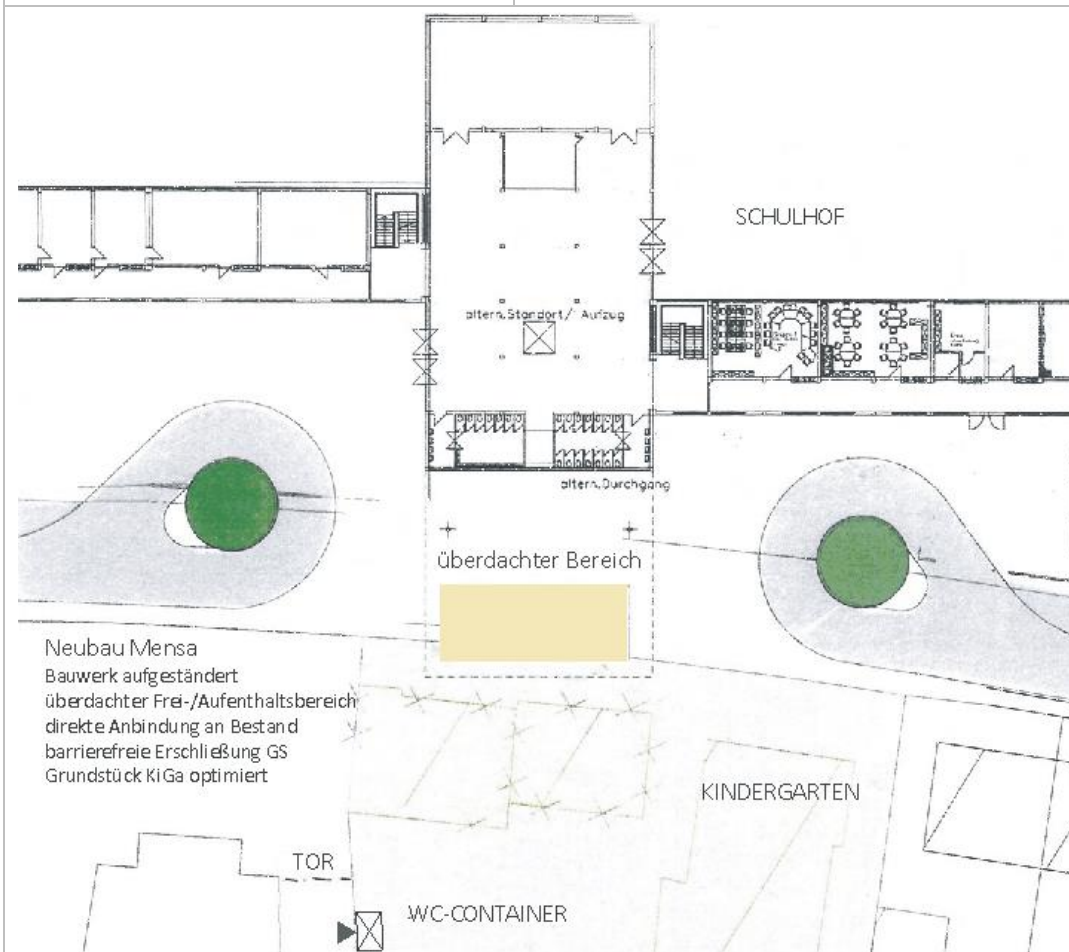 SCHULHOF
altern.Standort/ Aufzug
altern.Durchgang
überdachter Bereich
Neubau Mensa
Bauwerk aufgeständert
überdachter Frei-/Aufenthaltsbereich
direkte Anbindung an Bestand
barrierefreie Erschließung GS
Grundstück KiGa optimiert
KINDERGARTEN
TOR
WC-CONTAINER